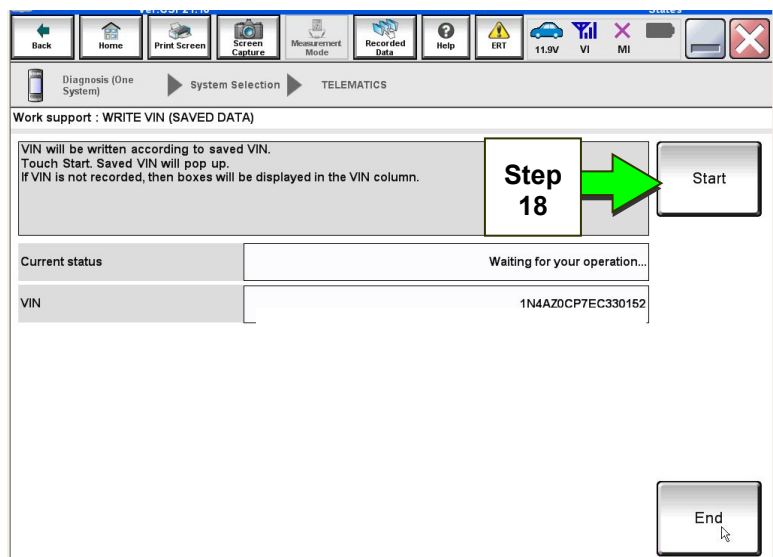 Back
Home
Print Screen
Screen Capture
Measurement Mode
Recorded Data
Help
ERT
11.9V
VI
MI
Diagnosis (One System)
System Selection
TELEMATICS
Work support : WRITE VIN (SAVED DATA)
VIN will be written according to saved VIN.
Touch Start. Saved VIN will pop up.
If VIN is not recorded, then boxes will be displayed in the VIN column.
Step
18
Start
Current status
Waiting for your operation...
VIN
1N4AZ0CP7EC330152
End